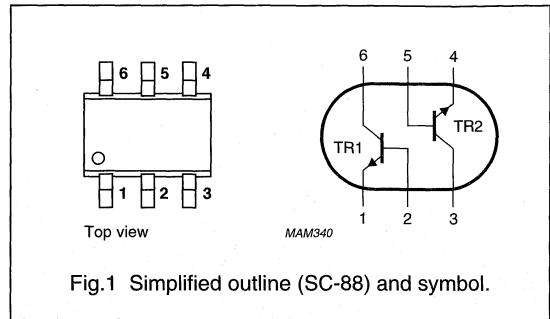 6 5 4
1 2 3
Top view
6 5 4
TR1
TR2
1 2 3
MAM340
Fig.1 Simplified outline (SC-88) and symbol.